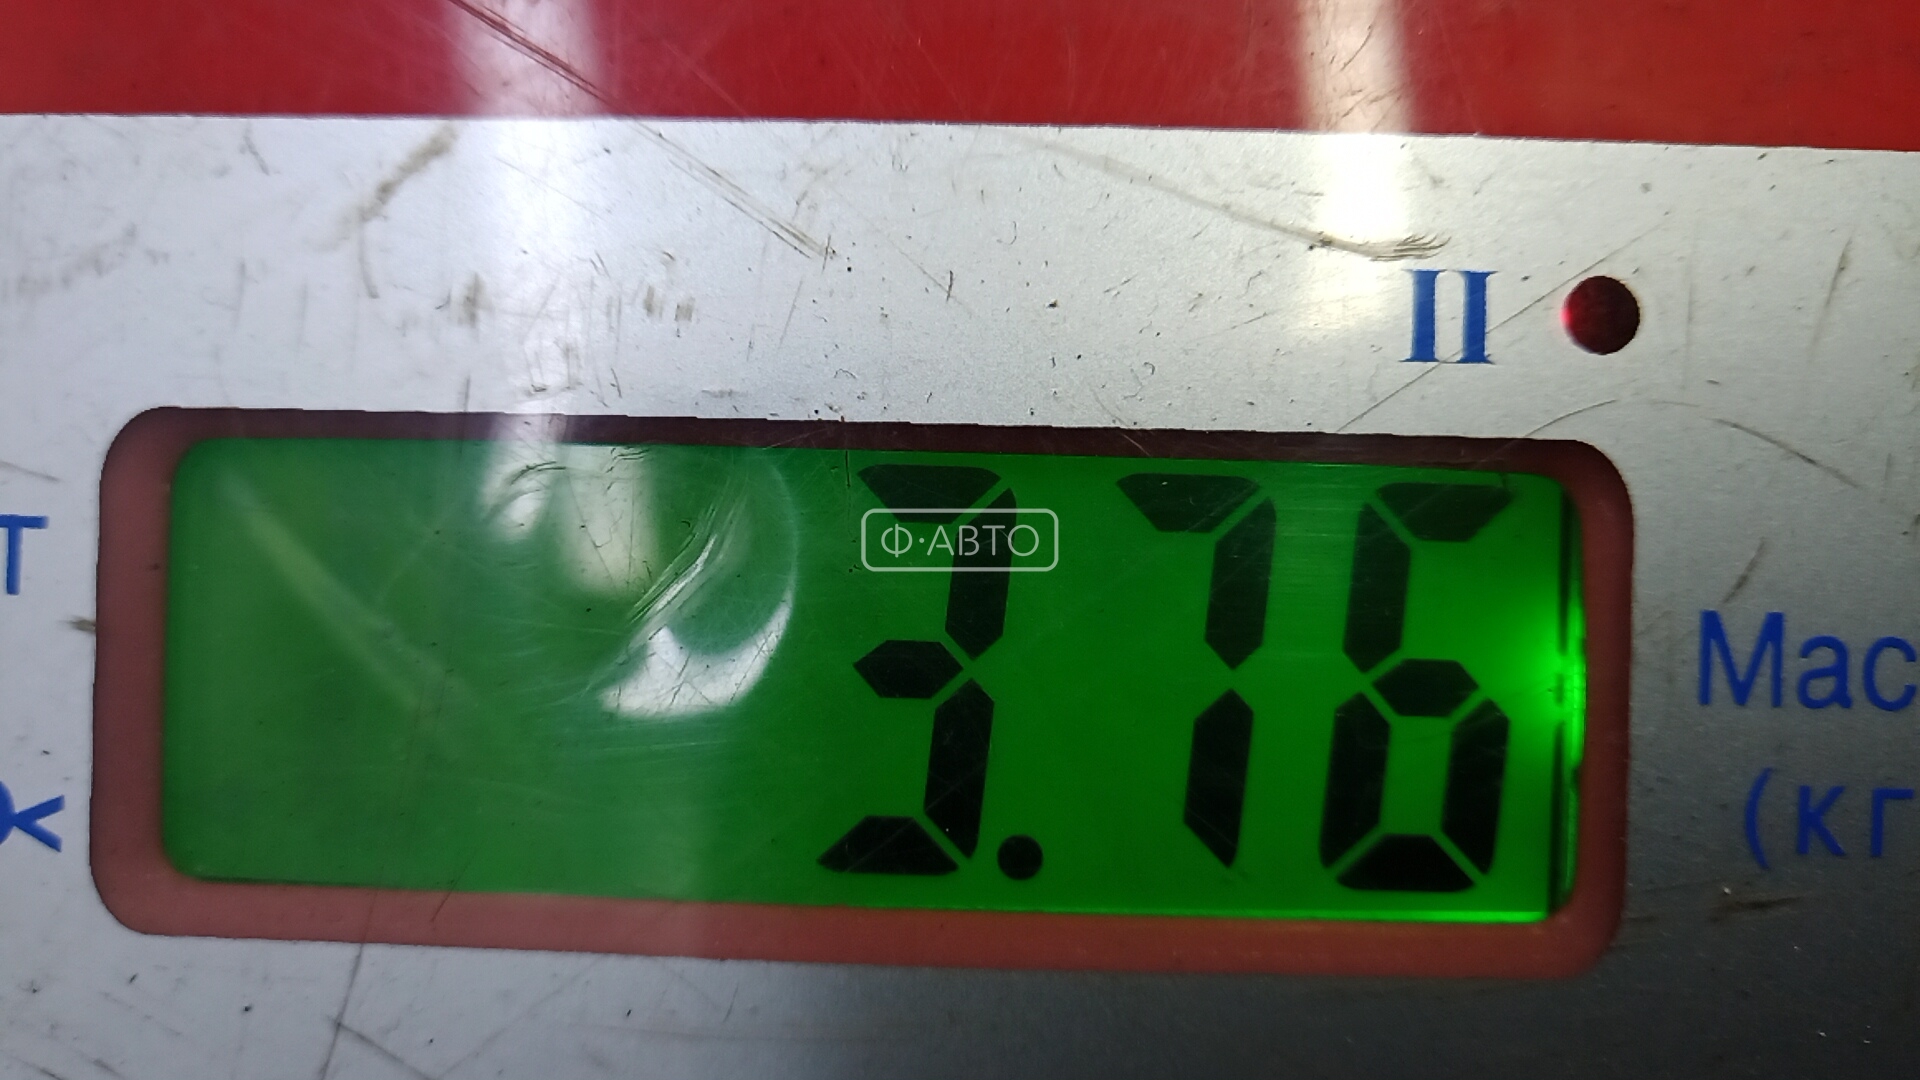 II
Т
3.76
Ф·АВТО
Мас
ж
(кг